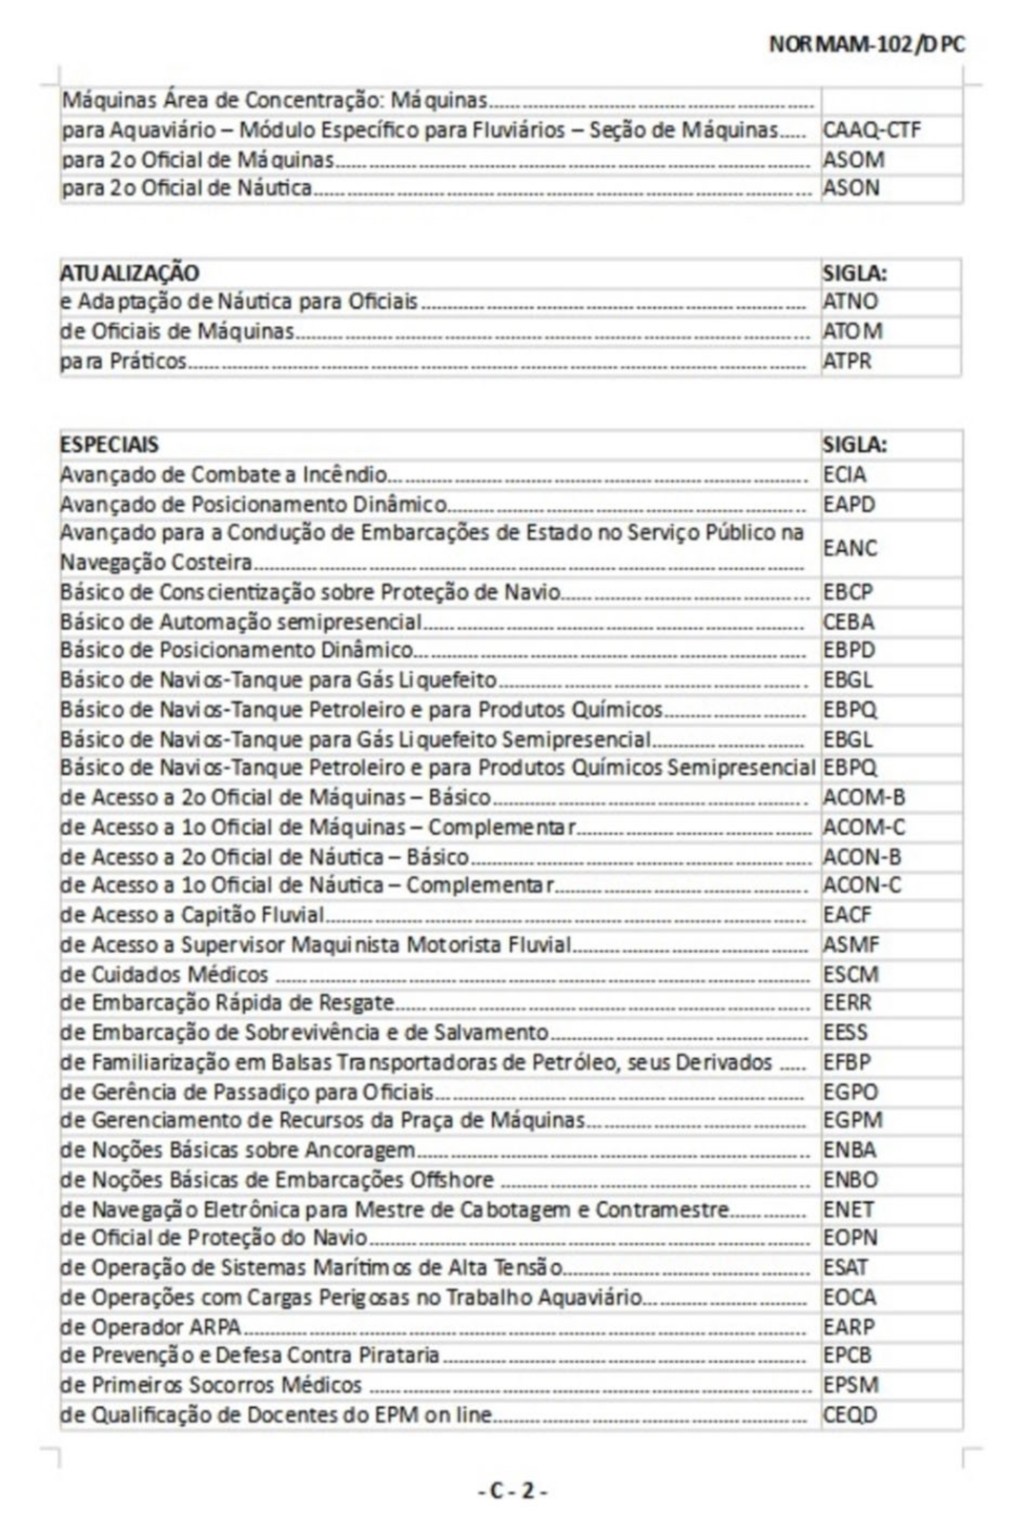 NORMAM-102/DPC
Máquinas Área de Concentração: Máquinas..........................................................
para Aquaviário – Módulo Específico para Fluviários – Seção de Máquinas..... CAAQ-CTF
para 2o Oficial de Máquinas.......................................................................... ASOM
para 2o Oficial de Náutica............................................................................. ASON
ATUALIZAÇÃO SIGLA:
e Adaptação de Náutica para Oficiais............................................................ ATNO
de Oficiais de Máquinas................................................................................ ATOM
para Práticos................................................................................................ ATPR
ESPECIAIS SIGLA:
Avançado de Combate a Incêndio................................................................. ECIA
Avançado de Posicionamento Dinâmico........................................................ EAPD
Avançado para a Condução de Embarcações de Estado no Serviço Público na
Navegação Costeira...................................................................................... EANC
Básico de Conscientização sobre Proteção de Navio...................................... EBCP
Básico de Automação semipresencial............................................................ CEBA
Básico de Posicionamento Dinâmico............................................................. EBPD
Básico de Navios-Tanque para Gás Liquefeito................................................ EBGL
Básico de Navios-Tanque Petroleiro e para Produtos Químicos...................... EBPQ
Básico de Navios-Tanque para Gás Liquefeito Semipresencial........................ EBGL
Básico de Navios-Tanque Petroleiro e para Produtos Químicos Semipresencial EBPQ
de Acesso a 2o Oficial de Máquinas – Básico................................................. ACOM-B
de Acesso a 1o Oficial de Máquinas – Complementar.................................... ACOM-C
de Acesso a 2o Oficial de Náutica – Básico.................................................... ACON-B
de Acesso a 1o Oficial de Náutica – Complementar....................................... ACON-C
de Acesso a Capitão Fluvial........................................................................... EACF
de Acesso a Supervisor Maquinista Motorista Fluvial.................................... ASMF
de Cuidados Médicos ................................................................................... ESCM
de Embarcação Rápida de Resgate................................................................ EERR
de Embarcação de Sobrevivência e de Salvamento........................................ EESS
de Familiarização em Balsas Transportadoras de Petróleo, seus Derivados ..... EFBP
de Gerência de Passadiço para Oficiais.......................................................... EGPO
de Gerenciamento de Recursos da Praça de Máquinas.................................. EGPM
de Noções Básicas sobre Ancoragem............................................................. ENBA
de Noções Básicas de Embarcações Offshore ................................................ ENBO
de Navegação Eletrônica para Mestre de Cabotagem e Contramestre............ ENET
de Oficial de Proteção do Navio.................................................................... EOPN
de Operação de Sistemas Marítimos de Alta Tensão...................................... ESAT
de Operações com Cargas Perigosas no Trabalho Aquaviário......................... EOCA
de Operador ARPA........................................................................................ EARP
de Prevenção e Defesa Contra Pirataria......................................................... EPCB
de Primeiros Socorros Médicos ..................................................................... EPSM
de Qualificação de Docentes do EPM on line................................................. CEQD
- C - 2 -